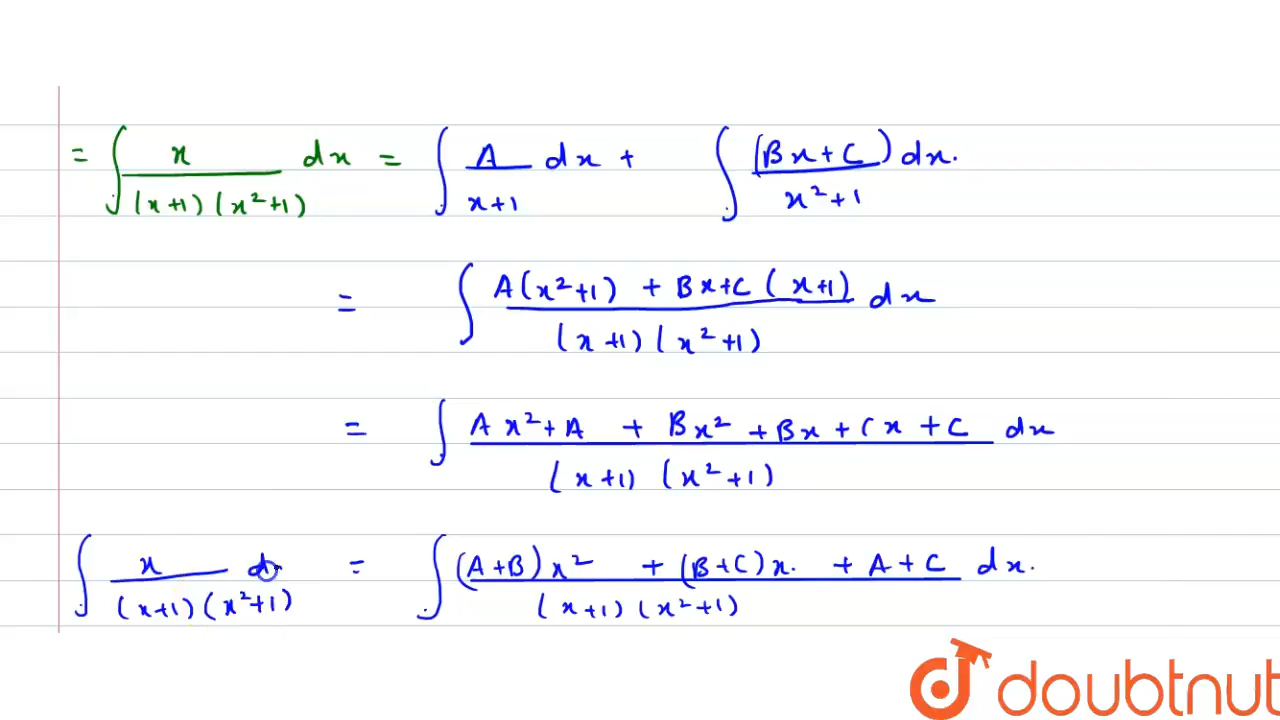 = ∫ x/((x+1)(x²+1)) dx = ∫ A/(x+1) dx + ∫ (Bx+C)/(x²+1) dx.
= ∫ (A(x²+1) + Bx+C(x+1))/((x+1)(x²+1)) dx
= ∫ (Ax²+A + Bx²+Bx+Cx+C)/((x+1)(x²+1)) dx
∫ x/((x+1)(x²+1)) dx = ∫ ((A+B)x² + (B+C)x. + A+C)/((x+1)(x²+1)) dx.
doubtnut